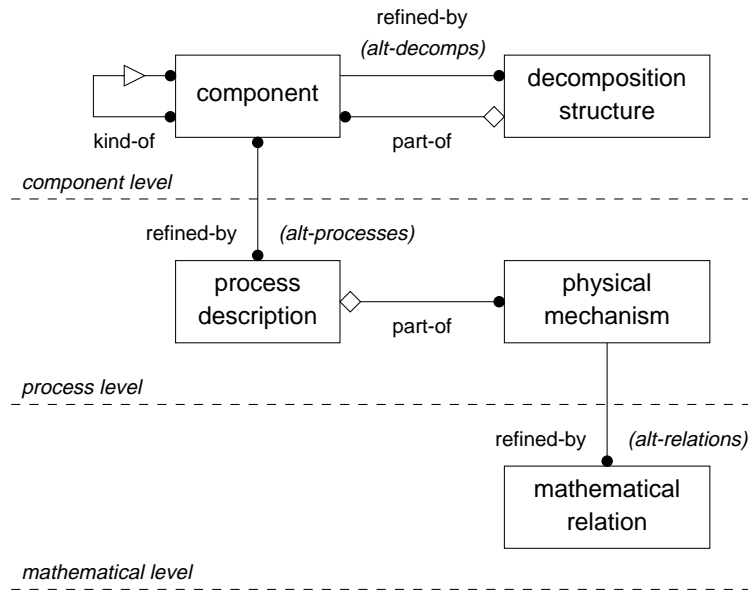 refined-by
(alt-decomps)
component
decomposition
structure
kind-of
part-of
component level
refined-by
(alt-processes)
process
description
physical
mechanism
part-of
process level
refined-by
(alt-relations)
mathematical
relation
mathematical level